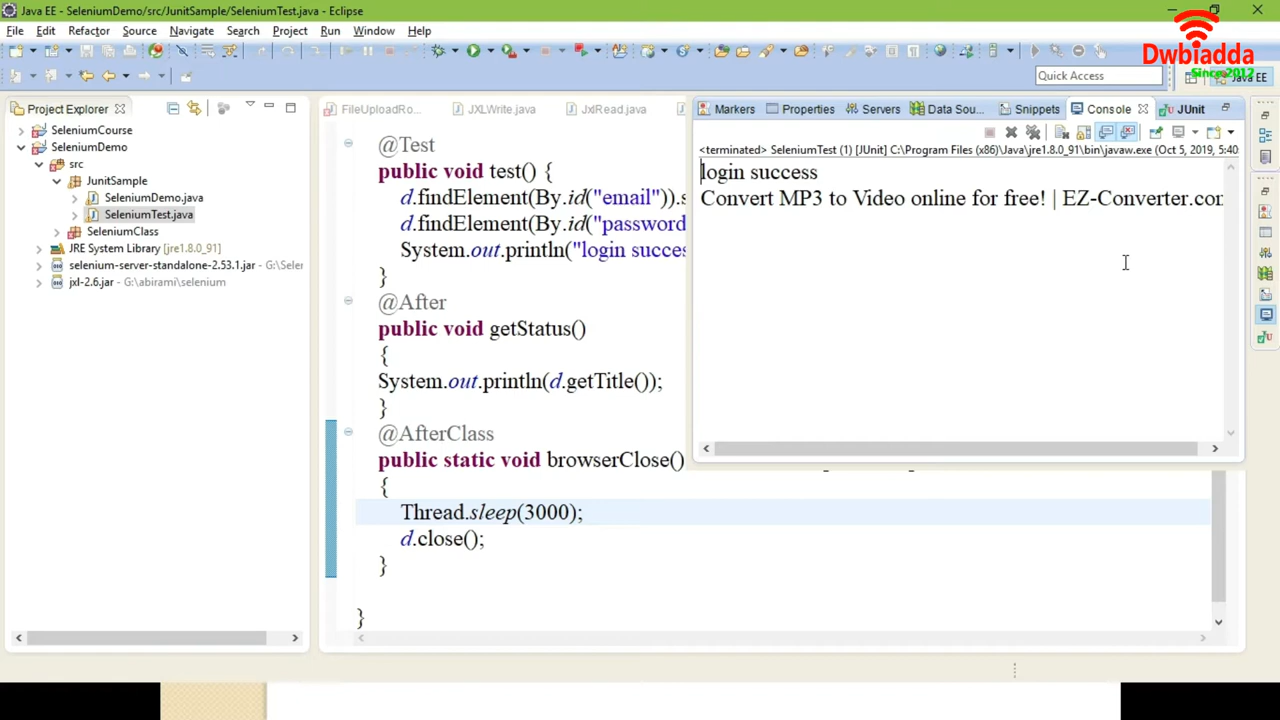 Java EE - SeleniumDemo/src/JunitSample/SeleniumTest.java - Eclipse
File Edit Refactor Source Navigate Search Project Run Window Help
Dwbiadda
Since 2012
Quick Access
Java EE
Project Explorer
SeleniumCourse
SeleniumDemo
src
JunitSample
SeleniumDemo.java
SeleniumTest.java
SeleniumClass
JRE System Library [jre1.8.0_91]
selenium-server-standalone-2.53.1.jar - G:\Seler
jxl-2.6.jar - G:\abirami\selenium
FileUploadRo... JXLWrite.java JxlRead.java
@Test
public void test() {
d.findElement(By.id("email")).s
d.findElement(By.id("password
System.out.println("login succes
}
@After
public void getStatus()
{
System.out.println(d.getTitle());
}
@AfterClass
public static void browserClose()
{
Thread.sleep(3000);
d.close();
}
}
Markers Properties Servers Data Sou... Snippets Console JUnit
<terminated> SeleniumTest (1) [JUnit] C:\Program Files (x86)\Java\jre1.8.0_91\bin\javaw.exe (Oct 5, 2019, 5:40:
login success
Convert MP3 to Video online for free! | EZ-Converter.con